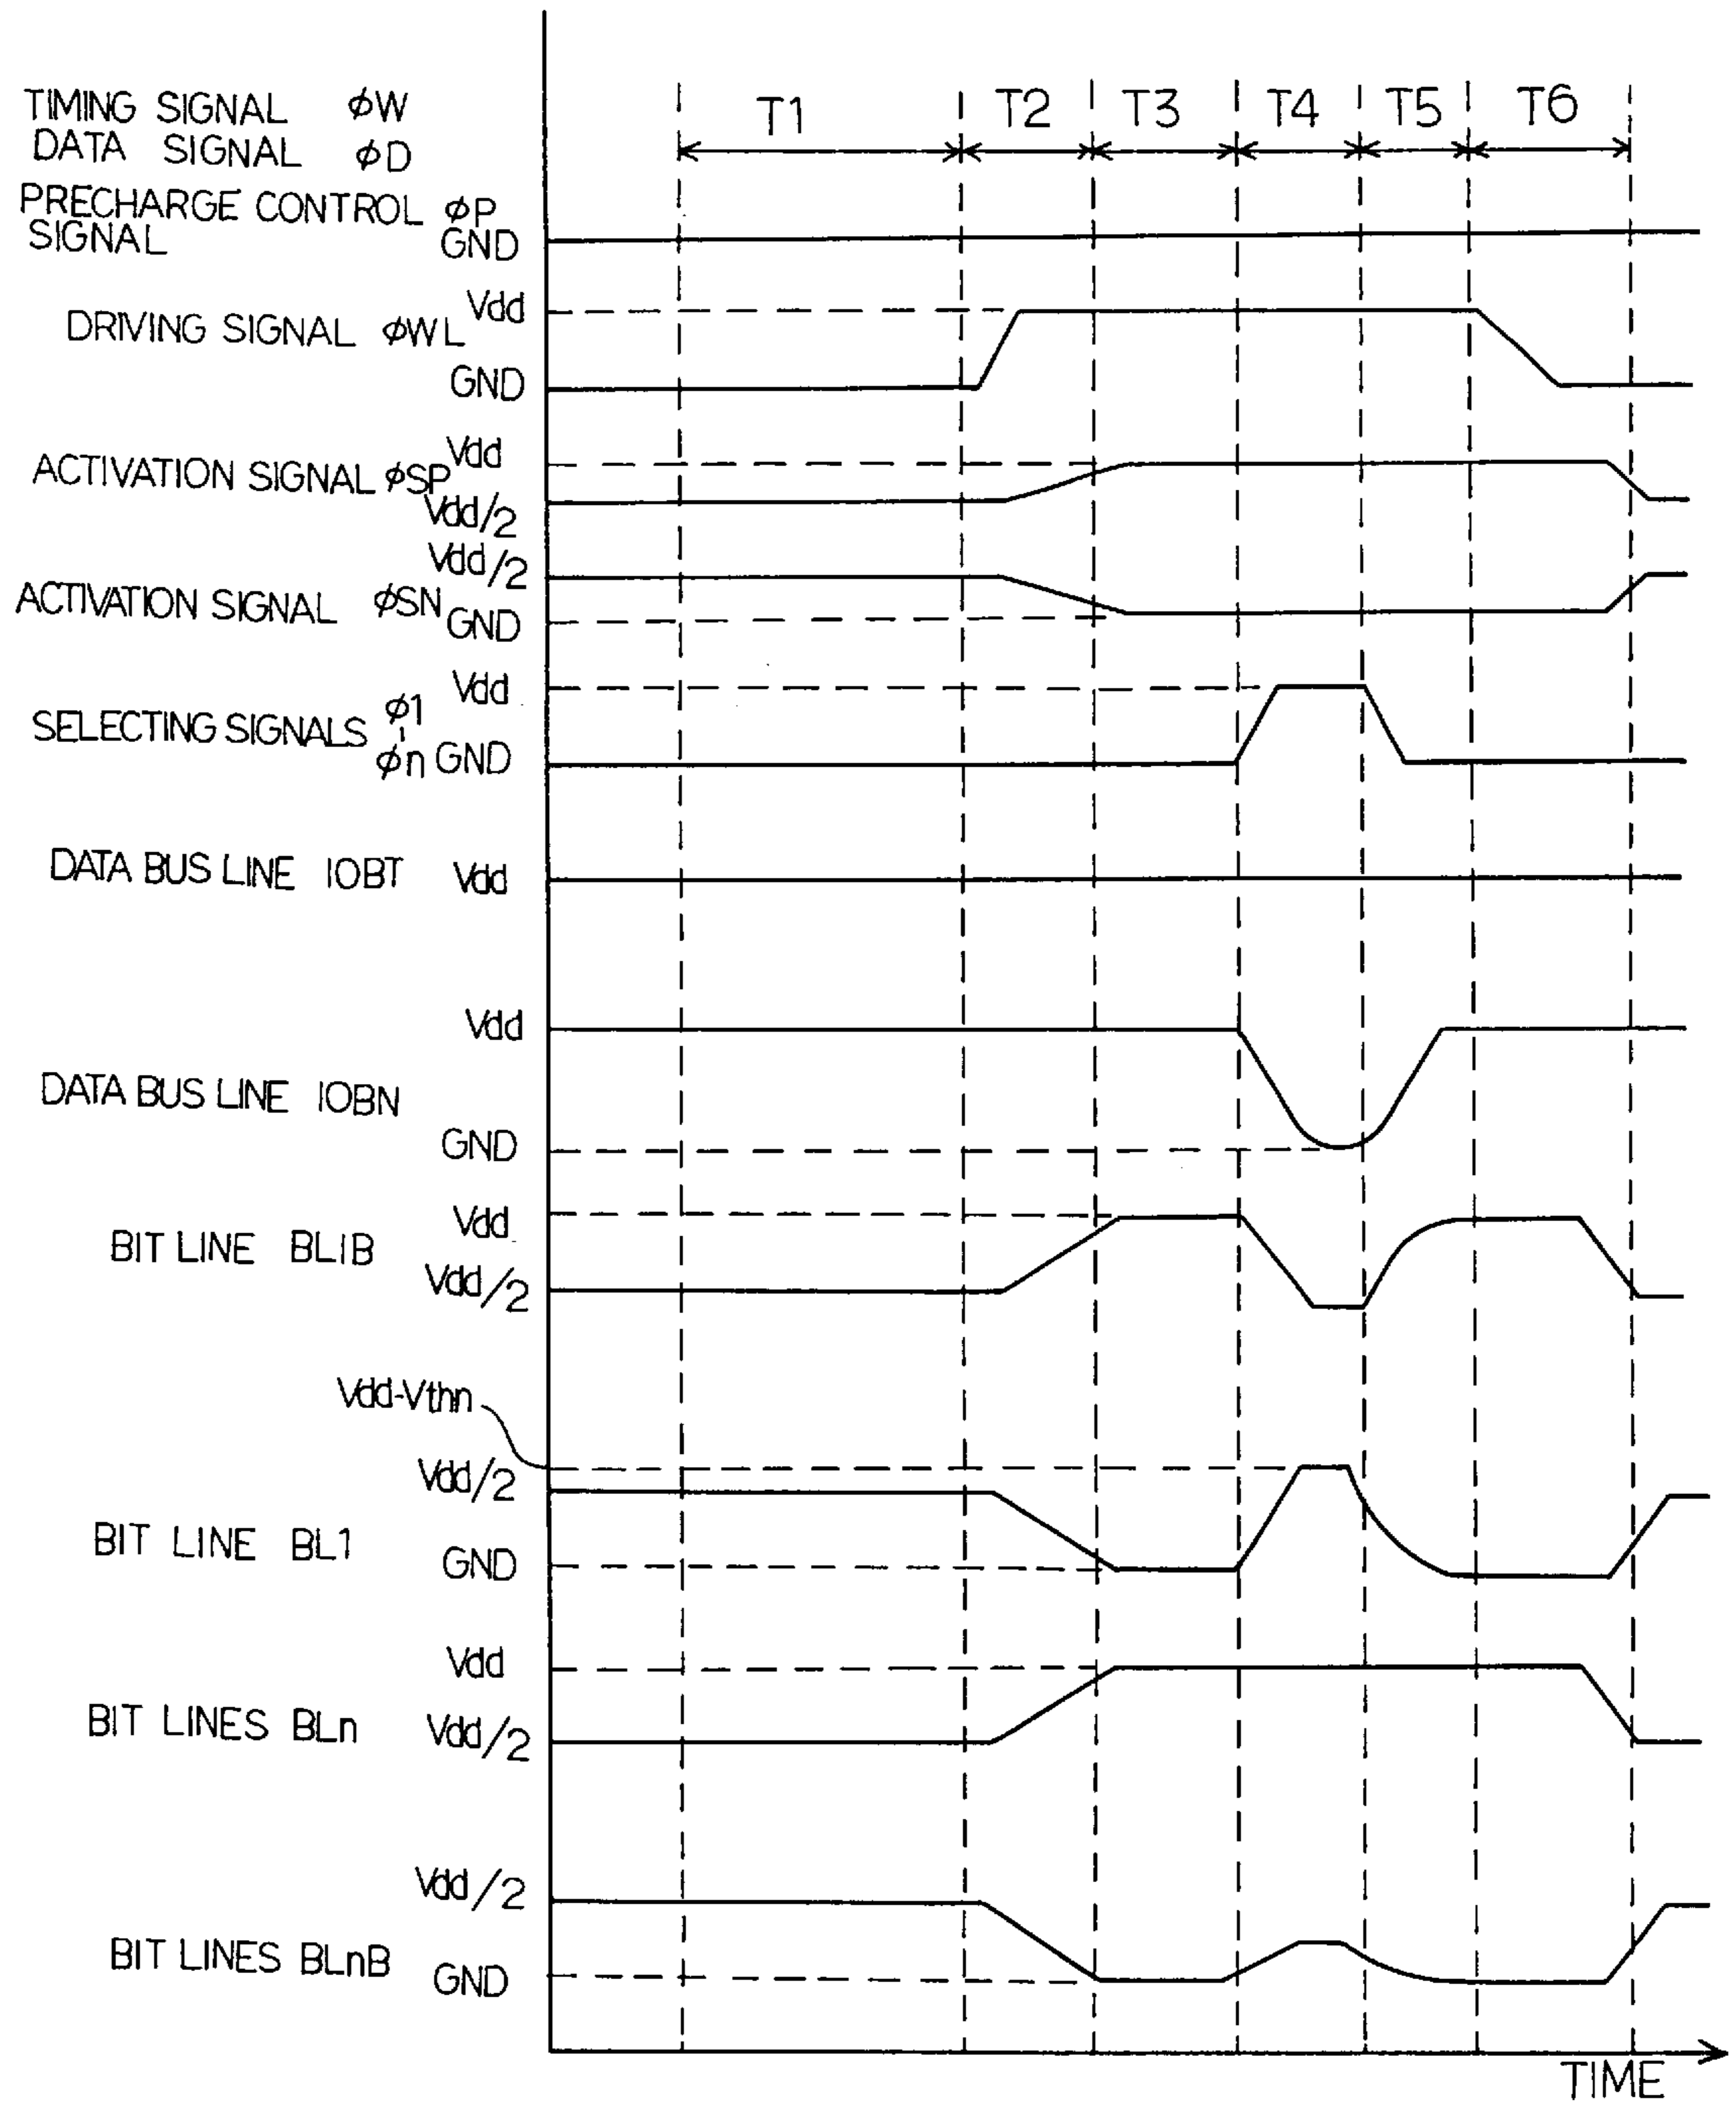 TIMING SIGNAL φW
DATA SIGNAL φD
T1 T2 T3 T4 T5 T6
PRECHARGE CONTROL φP
SIGNAL GND
Vdd
DRIVING SIGNAL φWL
GND
Vdd
ACTIVATION SIGNAL φSP
Vdd/2
Vdd/2
ACTIVATION SIGNAL φSN
GND
Vdd
SELECTING SIGNALS φ1
φn GND
DATA BUS LINE IOBT Vdd
Vdd
DATA BUS LINE IOBN
GND
Vdd
BIT LINE BL1B
Vdd/2
Vdd-Vthn
Vdd/2
BIT LINE BL1
GND
Vdd
BIT LINES BLn
Vdd/2
Vdd/2
BIT LINES BLnB
GND
TIME